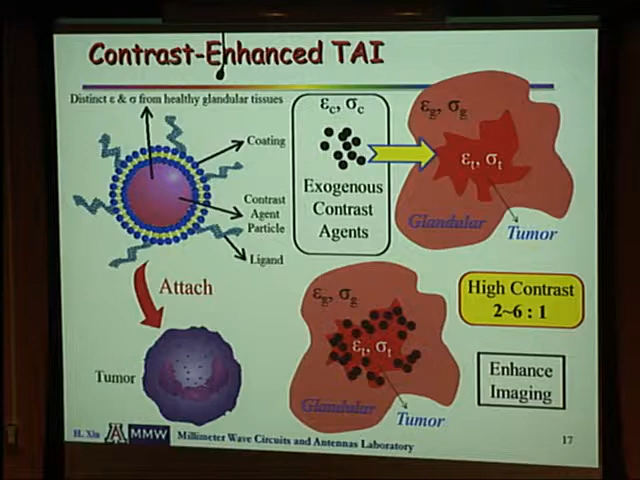 Contrast-Enhanced TAI
Distinct ε & σ from healthy glandular tissues
Coating
Contrast
Agent
Particle
Ligand
Attach
Tumor
εc, σc
Exogenous
Contrast
Agents
εg, σg
εt, σt
Glandular
Tumor
εg, σg
εt, σt
Glandular
Tumor
High Contrast
2~6 : 1
Enhance
Imaging
H. Xin
A
MMW
Millimeter Wave Circuits and Antennas Laboratory
17